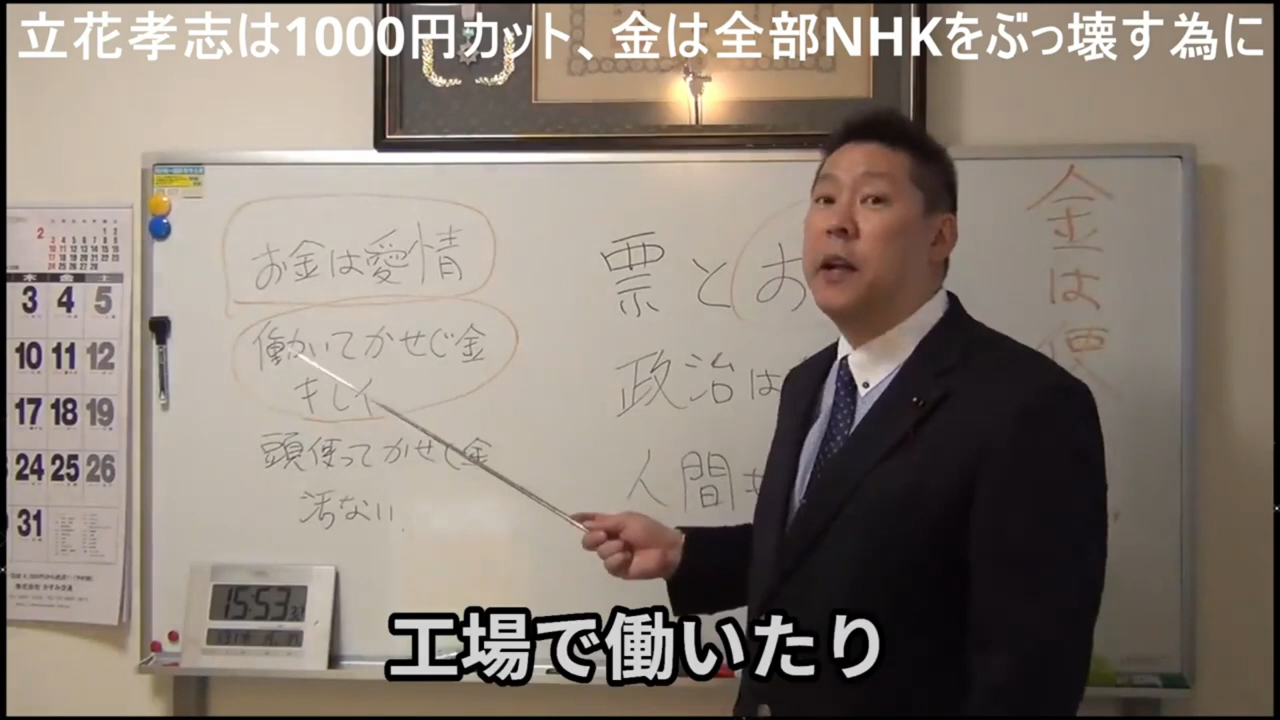 立花孝志は1000円カット、金は全部NHKをぶっ壊す為に
お金は愛情
働いてかせぐ金
キレイ
頭使ってかせぐ金
汚ない
票とお
政治は
人間も
金は便
2
3 4 5
10 11 12
17 18 19
24 25 26
31
15:53
工場で働いたり